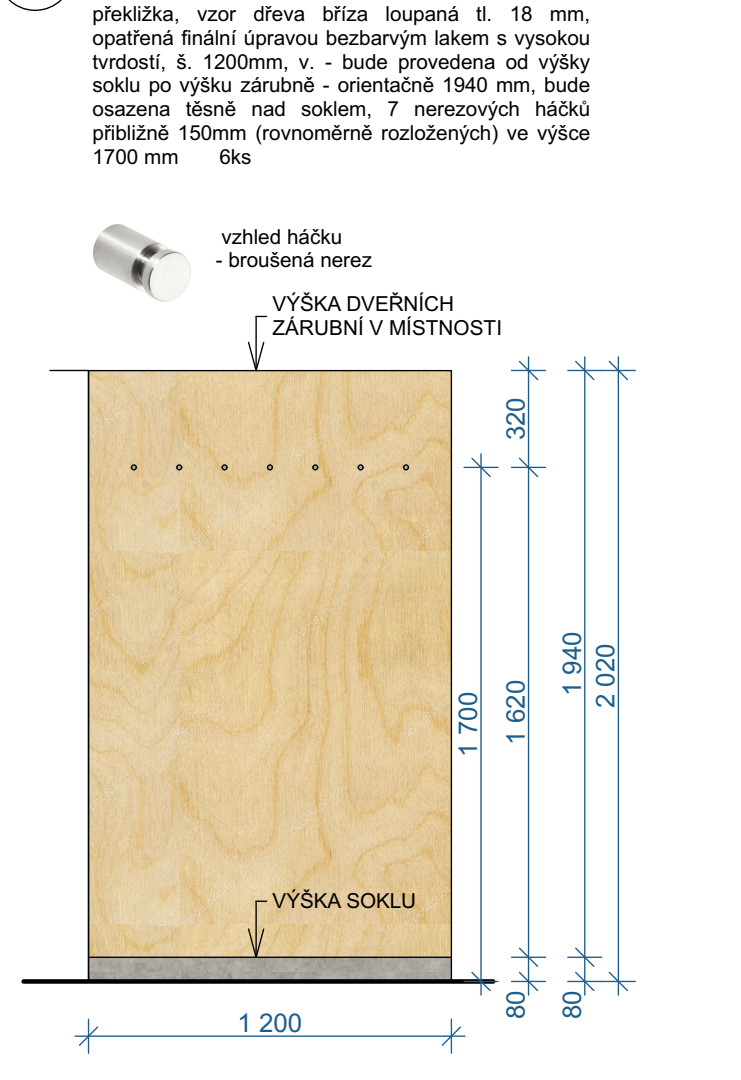 překližka, vzor dřeva bříza loupaná tl. 18 mm,
opatřená finální úpravou bezbarvým lakem s vysokou
tvrdostí, š. 1200mm, v. - bude provedena od výšky
soklu po výšku zárubně - orientačně 1940 mm, bude
osazena těsně nad soklem, 7 nerezových háčků
přibližně 150mm (rovnoměrně rozložených) ve výšce
1700 mm 6ks
vzhled háčku
- broušená nerez
VÝŠKA DVEŘNÍCH
ZÁRUBNÍ V MÍSTNOSTI
320
1 700
1 620
1 940
2 020
VÝŠKA SOKLU
80
80
1 200